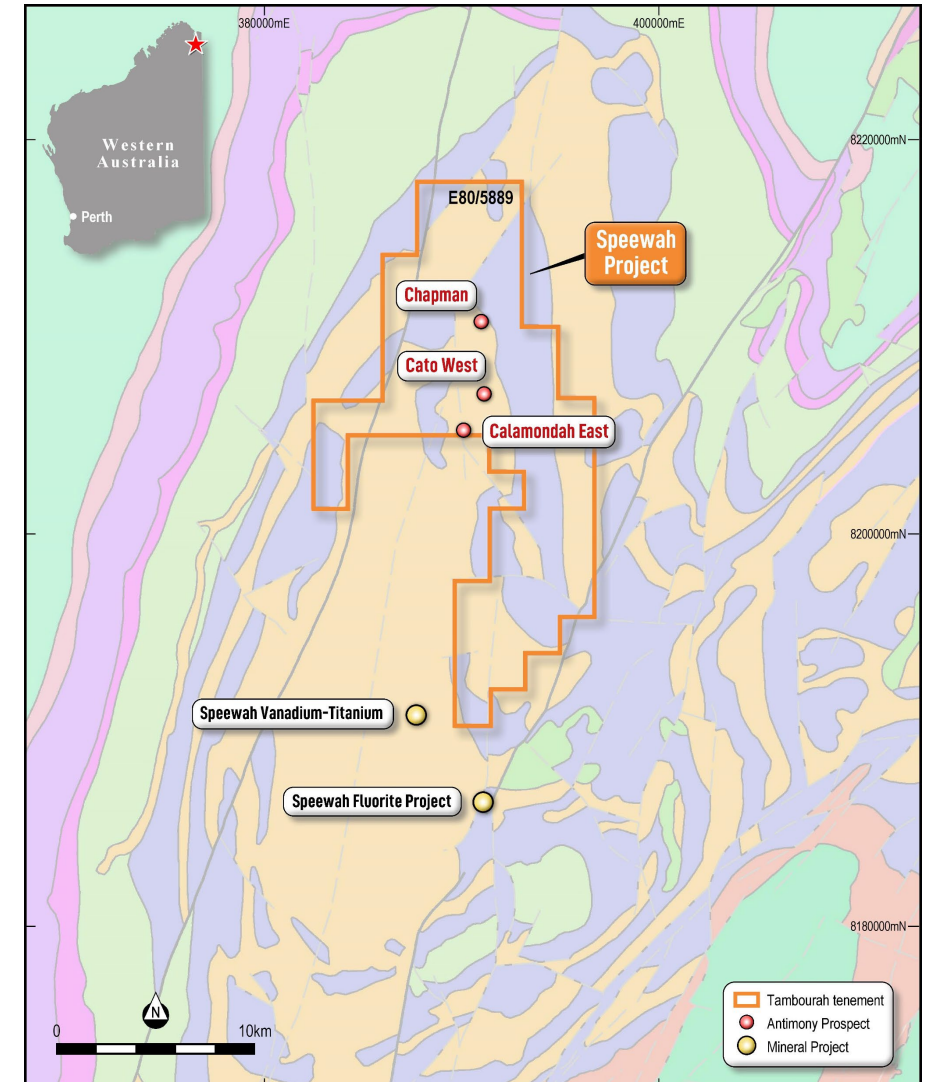 380000mE
400000mE
Western
Australia
Perth
8220000mN
E80/5889
Speewah
Project
Chapman
Cato West
Calamondah East
8200000mN
Speewah Vanadium-Titanium
Speewah Fluorite Project
8180000mN
N
0
10km
Tambourah tenement
Antimony Prospect
Mineral Project